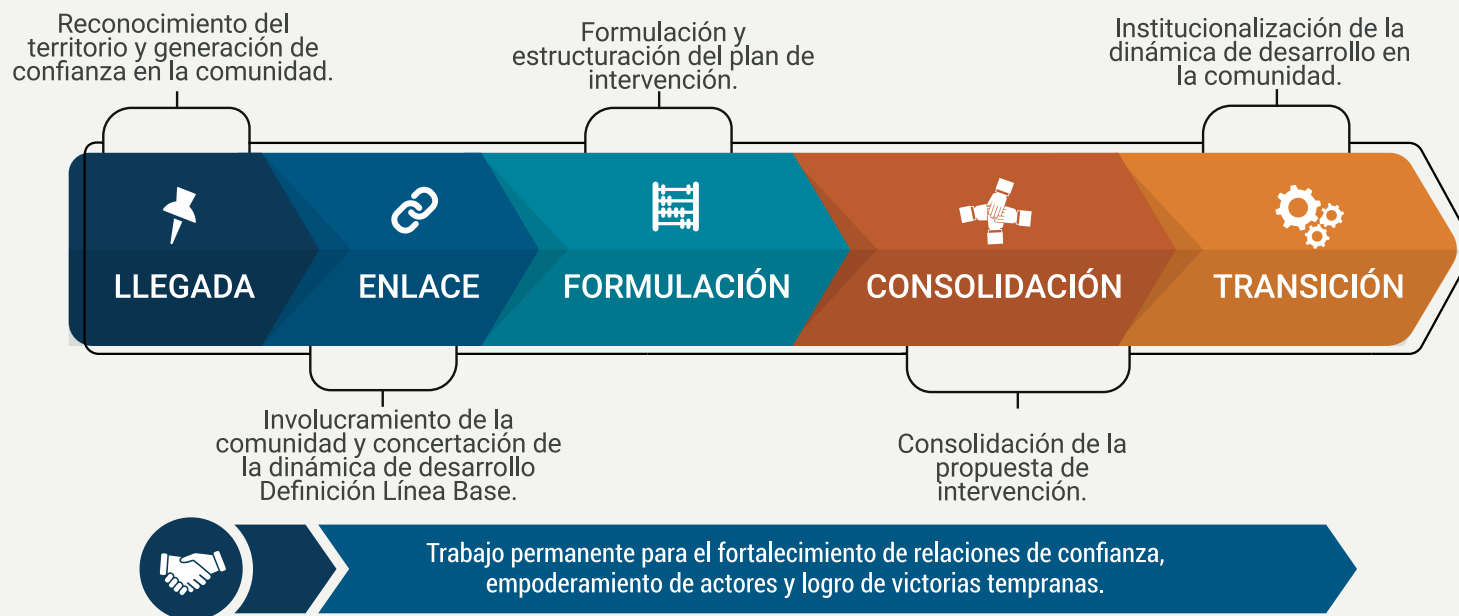 Reconocimiento del
territorio y generación de
confianza en la comunidad.
Formulación y
estructuración del plan de
intervención.
Institucionalización de la
dinámica de desarrollo en
la comunidad.
LLEGADA
ENLACE
FORMULACIÓN
CONSOLIDACIÓN
TRANSICIÓN
Involucramiento de la
comunidad y concertación de
la dinámica de desarrollo
Definición Línea Base.
Consolidación de la
propuesta de
intervención.
Trabajo permanente para el fortalecimiento de relaciones de confianza,
empoderamiento de actores y logro de victorias tempranas.